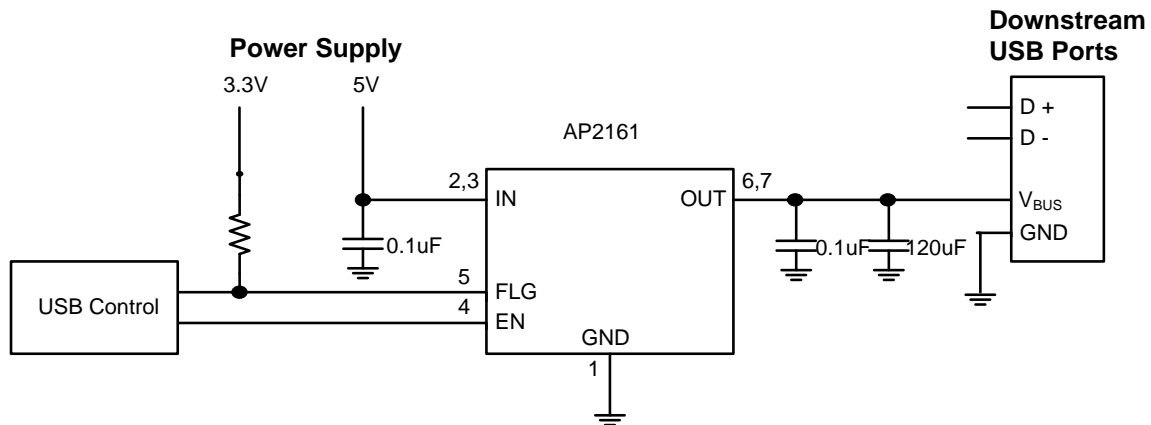 Power Supply
3.3V
5V
Downstream
USB Ports
D +
D -
AP2161
2,3
IN
OUT
6,7
V_BUS
GND
0.1uF
0.1uF
120uF
USB Control
5
FLG
4
EN
GND
1